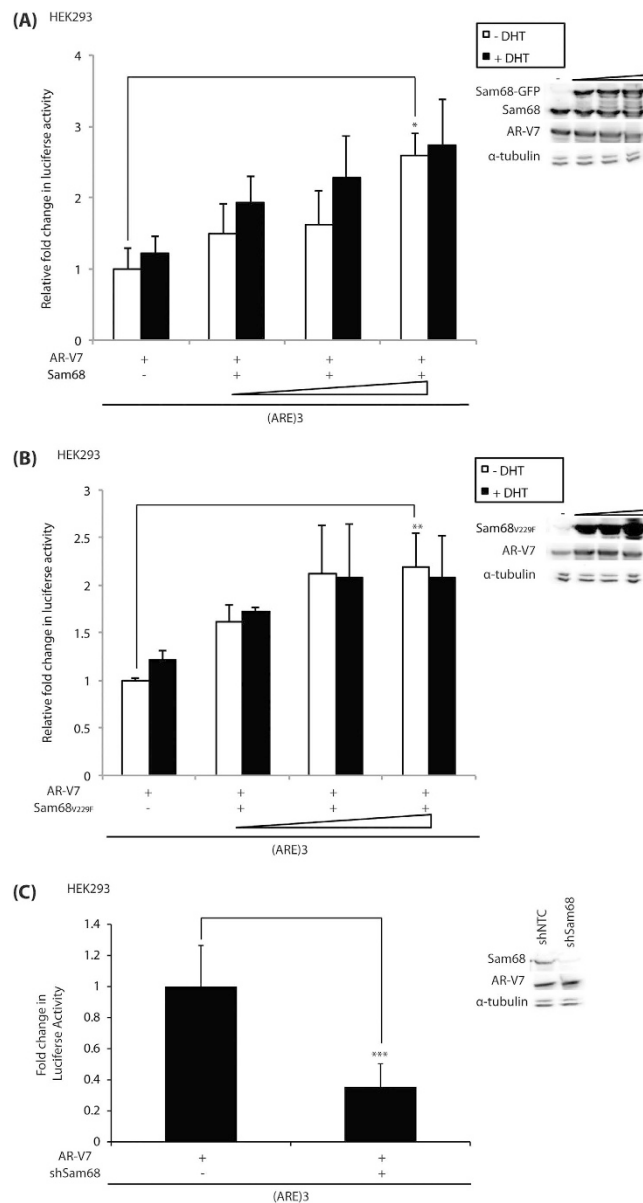 (A) HEK293
- DHT
+ DHT
Sam68-GFP
Sam68
AR-V7
α-tubulin
-
Relative fold change in luciferse activity
4
3
2
1
0
*
AR-V7 + + + +
Sam68 - + + +
(ARE)3
(B) HEK293
- DHT
+ DHT
-
Sam68V229F
AR-V7
α-tubulin
Relative fold change in luciferse activity
3
2.5
2
1.5
1
0.5
0
**
AR-V7 + + + +
Sam68V229F - + + +
(ARE)3
(C) HEK293
shNTC
shSam68
Sam68
AR-V7
α-tubulin
Fold change in
Luciferse Activity
1.4
1.2
1
0.8
0.6
0.4
0.2
0
***
AR-V7 + +
shSam68 - +
(ARE)3